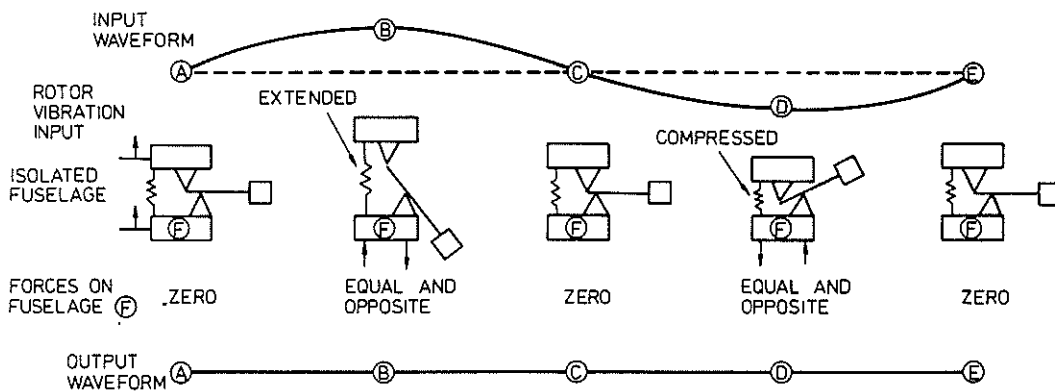 INPUT
WAVEFORM
A
B
C
D
E
ROTOR
VIBRATION
INPUT
EXTENDED
COMPRESSED
ISOLATED
FUSELAGE
F
F
F
F
F
FORCES ON
FUSELAGE F
ZERO
EQUAL AND
OPPOSITE
ZERO
EQUAL AND
OPPOSITE
ZERO
OUTPUT
WAVEFORM
A
B
C
D
E